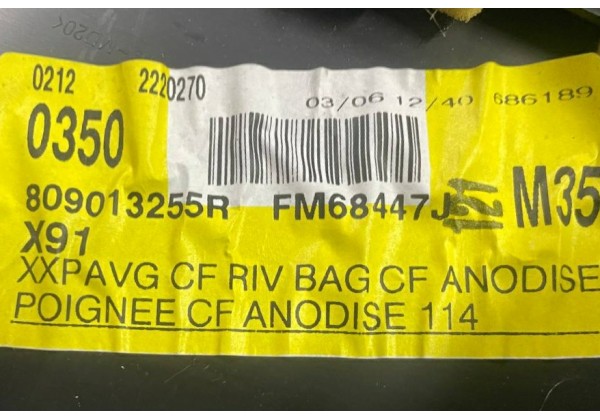 0212 2220270 03/06 12/40 686189
0350
809013255R FM68447J M35
X91
XXPAVG CF RIV BAG CF ANODISE
POIGNEE CF ANODISE 114